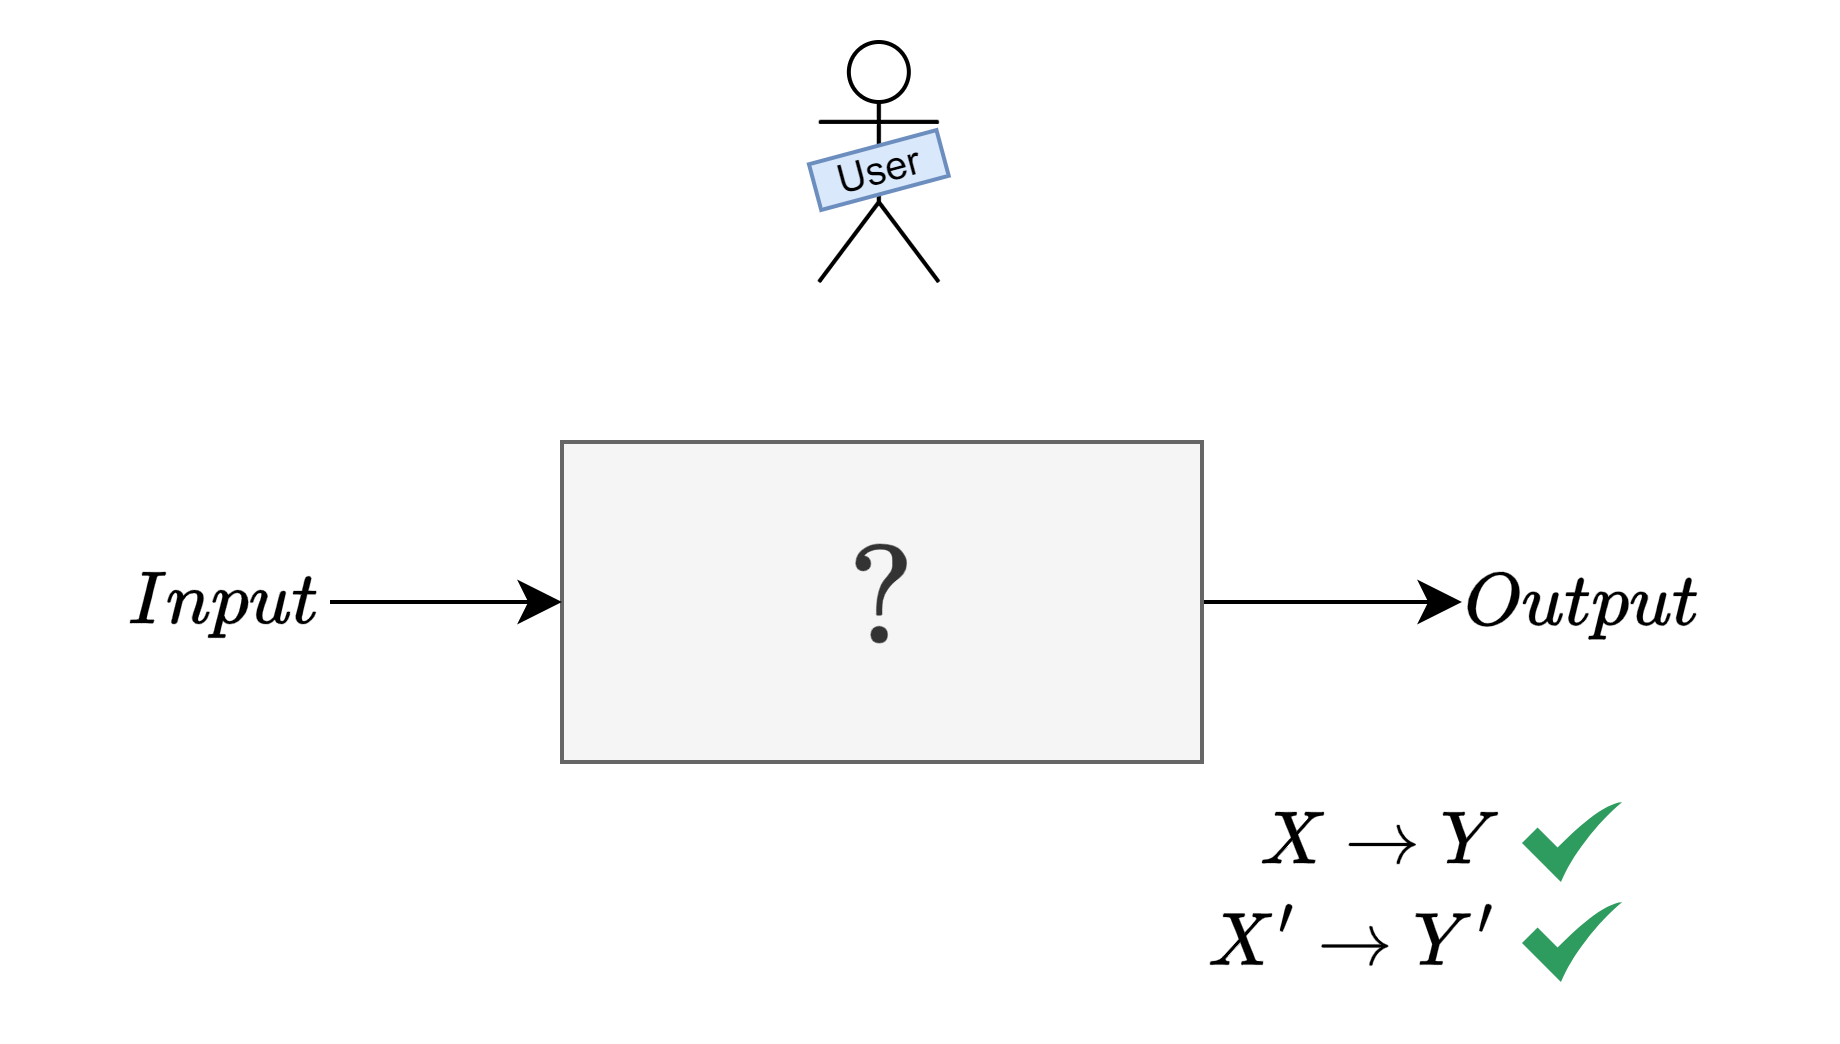 User
Input
?
Output
X → Y
X′ → Y′